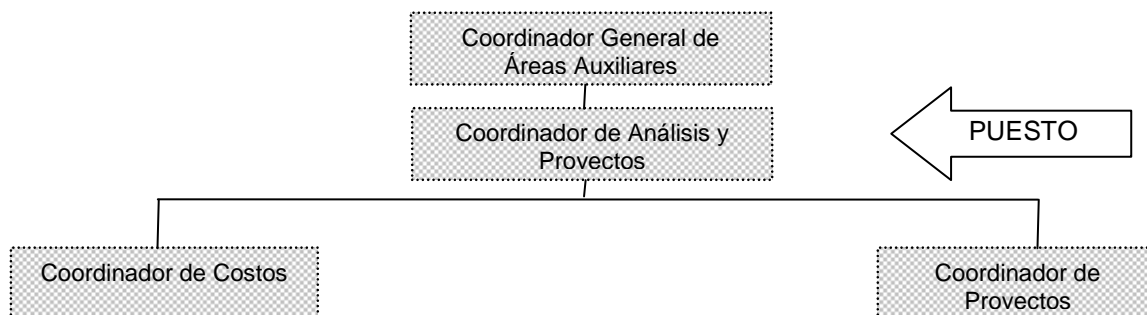 Coordinador General de
Áreas Auxiliares
Coordinador de Análisis y
Proyectos
PUESTO
Coordinador de Costos
Coordinador de
Proyectos